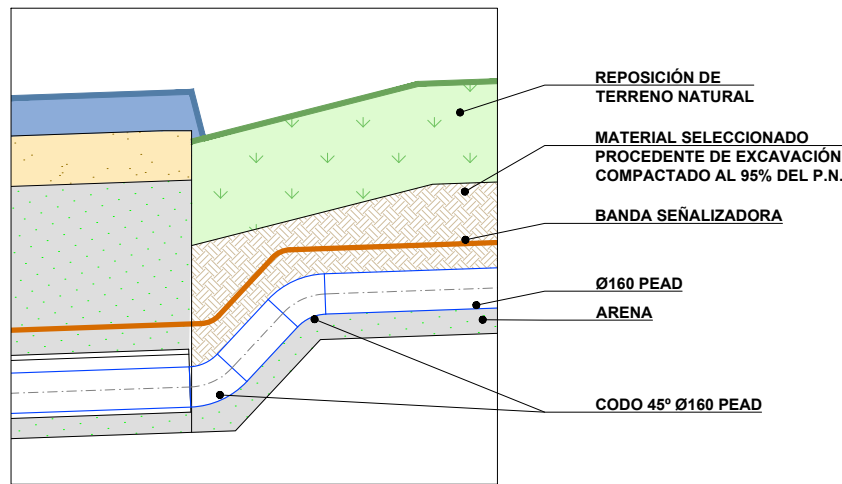 REPOSICIÓN DE
TERRENO NATURAL
MATERIAL SELECCIONADO
PROCEDENTE DE EXCAVACIÓN
COMPACTADO AL 95% DEL P.N.
BANDA SEÑALIZADORA
Ø160 PEAD
ARENA
CODO 45º Ø160 PEAD